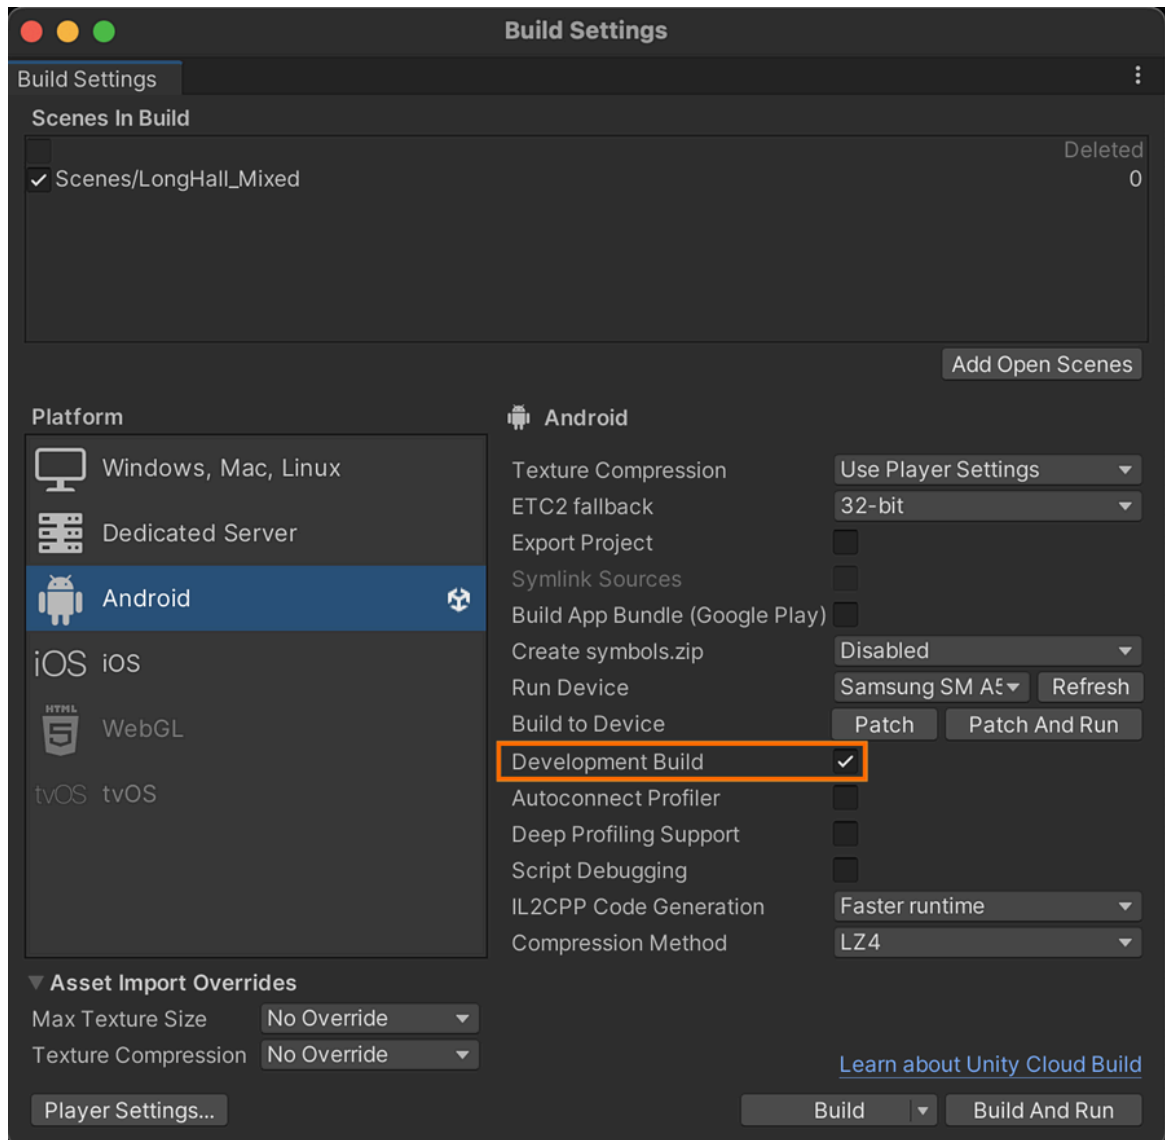 Build Settings
Build Settings
Scenes In Build
Deleted
Scenes/LongHall_Mixed 0
Add Open Scenes
Platform
Windows, Mac, Linux
Dedicated Server
Android
iOS iOS
HTML 5 WebGL
tvOS tvOS
Android
Texture Compression Use Player Settings
ETC2 fallback 32-bit
Export Project
Symlink Sources
Build App Bundle (Google Play)
Create symbols.zip Disabled
Run Device Samsung SM A5 Refresh
Build to Device Patch Patch And Run
Development Build
Autoconnect Profiler
Deep Profiling Support
Script Debugging
IL2CPP Code Generation Faster runtime
Compression Method LZ4
Asset Import Overrides
Max Texture Size No Override
Texture Compression No Override
Learn about Unity Cloud Build
Player Settings... Build Build And Run